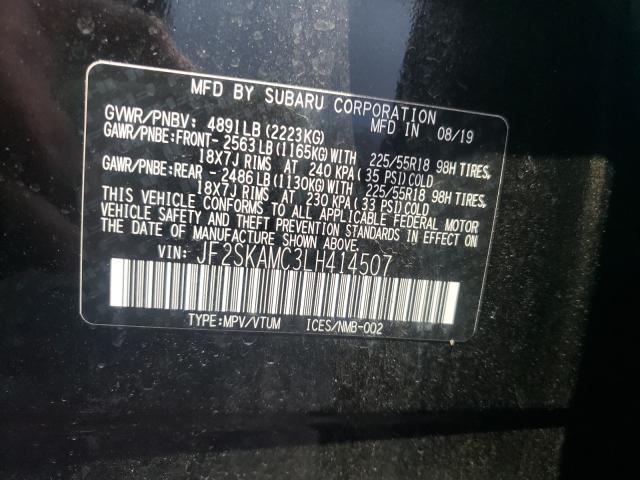 MFD BY SUBARU CORPORATION
GVWR/PNBV: 4891LB(2223KG) MFD IN 08/19
GAWR/PNBE:FRONT- 2563LB(1165KG)WITH 225/55R18 98H TIRES,
18X7J RIMS AT 240 KPA(35 PSI)COLD
GAWR/PNBE:REAR - 2486LB(1130KG)WITH 225/55R18 98H TIRES,
18X7J RIMS AT 230 KPA(33 PSI)COLD
THIS VEHICLE CONFORMS TO ALL APPLICABLE FEDERAL MOTOR
VEHICLE SAFETY AND THEFT PREVENTION STANDARDS IN EFFECT ON
THE DATE OF MANUFACTURE SHOWN ABOVE.
VIN: JF2SKAMC3LH414507
TYPE:MPV/VTUM ICES/NMB-002